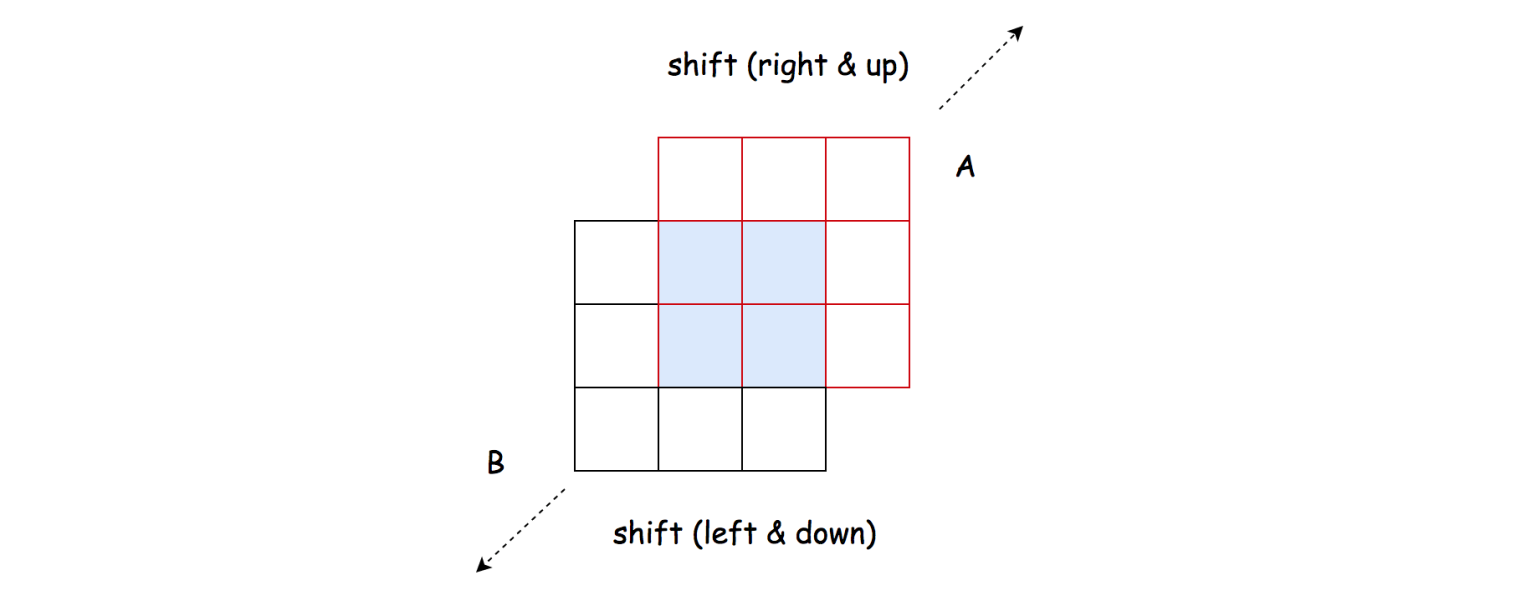 shift (right & up)
A
B
shift (left & down)